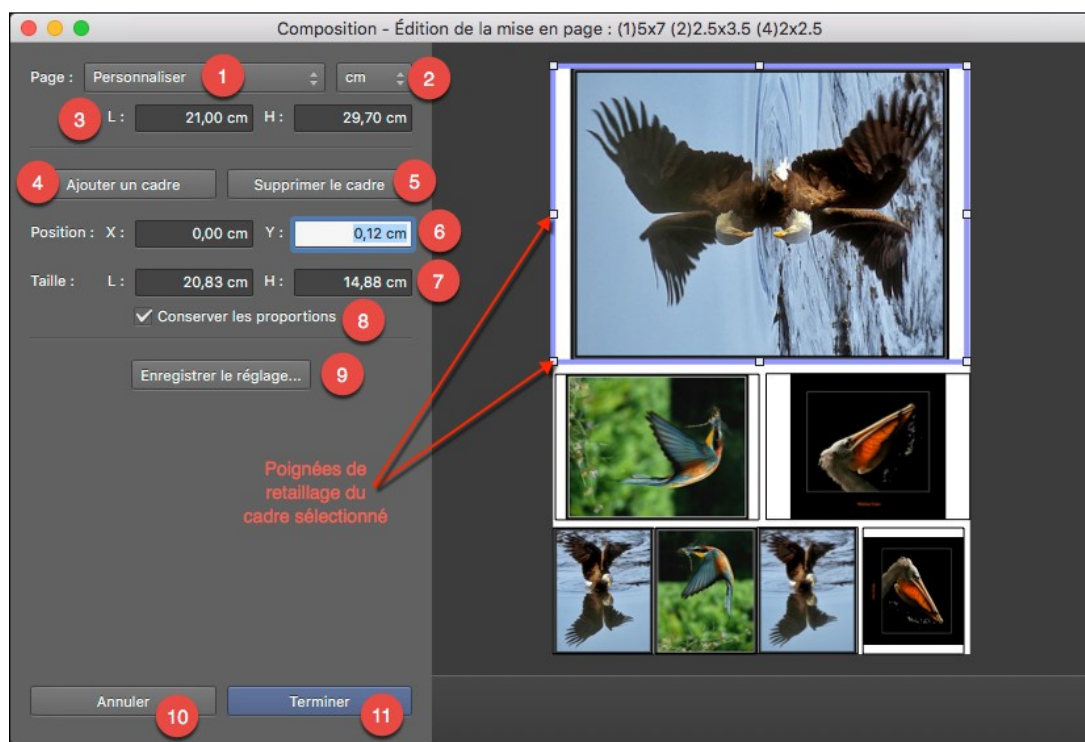 Composition - Édition de la mise en page : (1)5x7 (2)2.5x3.5 (4)2x2.5
Page : Personnaliser 1 cm 2
3 L : 21,00 cm H : 29,70 cm
4 Ajouter un cadre Supprimer le cadre 5
Position : X : 0,00 cm Y : 0,12 cm 6
Taille : L : 20,83 cm H : 14,88 cm 7
Conserver les proportions 8
Enregistrer le réglage... 9
Poignées de
retaillage du
cadre sélectionné
Annuler 10 Terminer 11